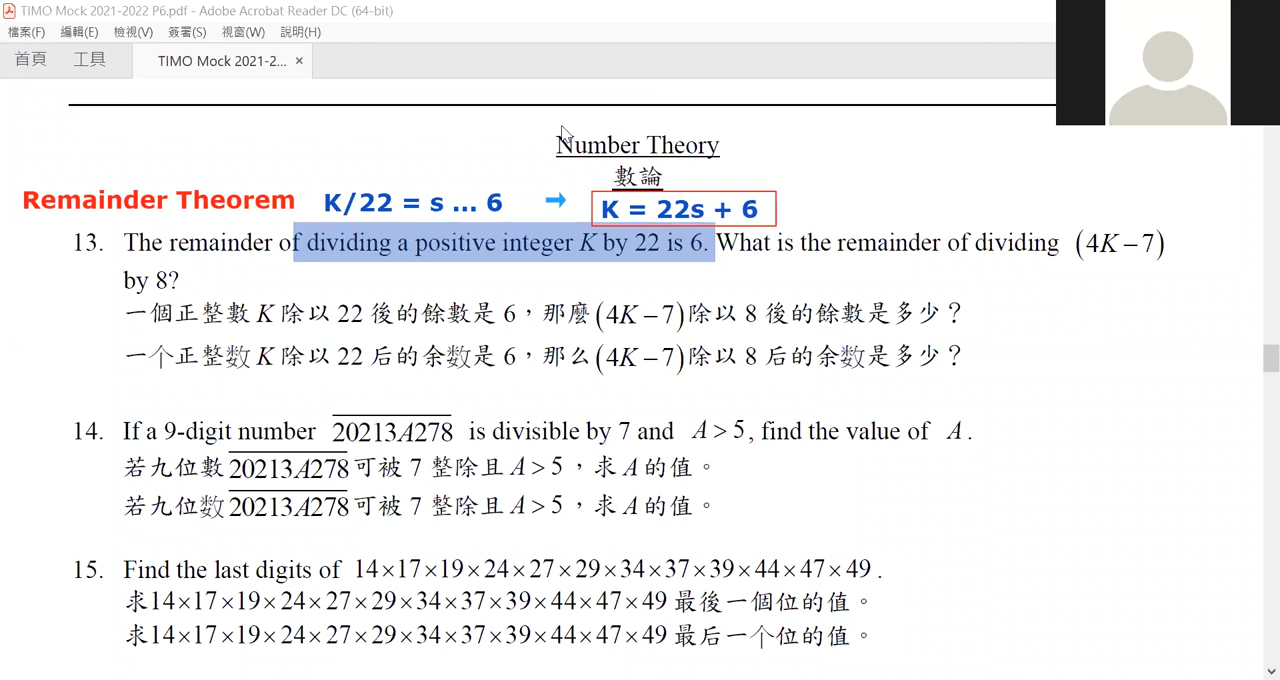 TIMO Mock 2021-2022 P6.pdf - Adobe Acrobat Reader DC (64-bit)
檔案(F) 編輯(E) 檢視(V) 簽署(S) 視窗(W) 說明(H)
首頁 工具 TIMO Mock 2021-2... ×
Number Theory
數論
Remainder Theorem K/22 = s ... 6 → K = 22s + 6
13. The remainder of dividing a positive integer K by 22 is 6. What is the remainder of dividing (4K – 7)
by 8?
一個正整數 K 除以 22 後的餘數是 6，那麼(4K – 7)除以 8 後的餘數是多少？
一个正整数 K 除以 22 后的余数是 6，那么(4K – 7)除以 8 后的余数是多少？
14. If a 9-digit number 20213A278 is divisible by 7 and A > 5, find the value of A.
若九位數 20213A278 可被 7 整除且 A > 5，求 A 的值。
若九位数 20213A278 可被 7 整除且 A > 5，求 A 的值。
15. Find the last digits of 14×17×19×24×27×29×34×37×39×44×47×49.
求14×17×19×24×27×29×34×37×39×44×47×49 最後一個位的值。
求14×17×19×24×27×29×34×37×39×44×47×49 最后一个位的值。